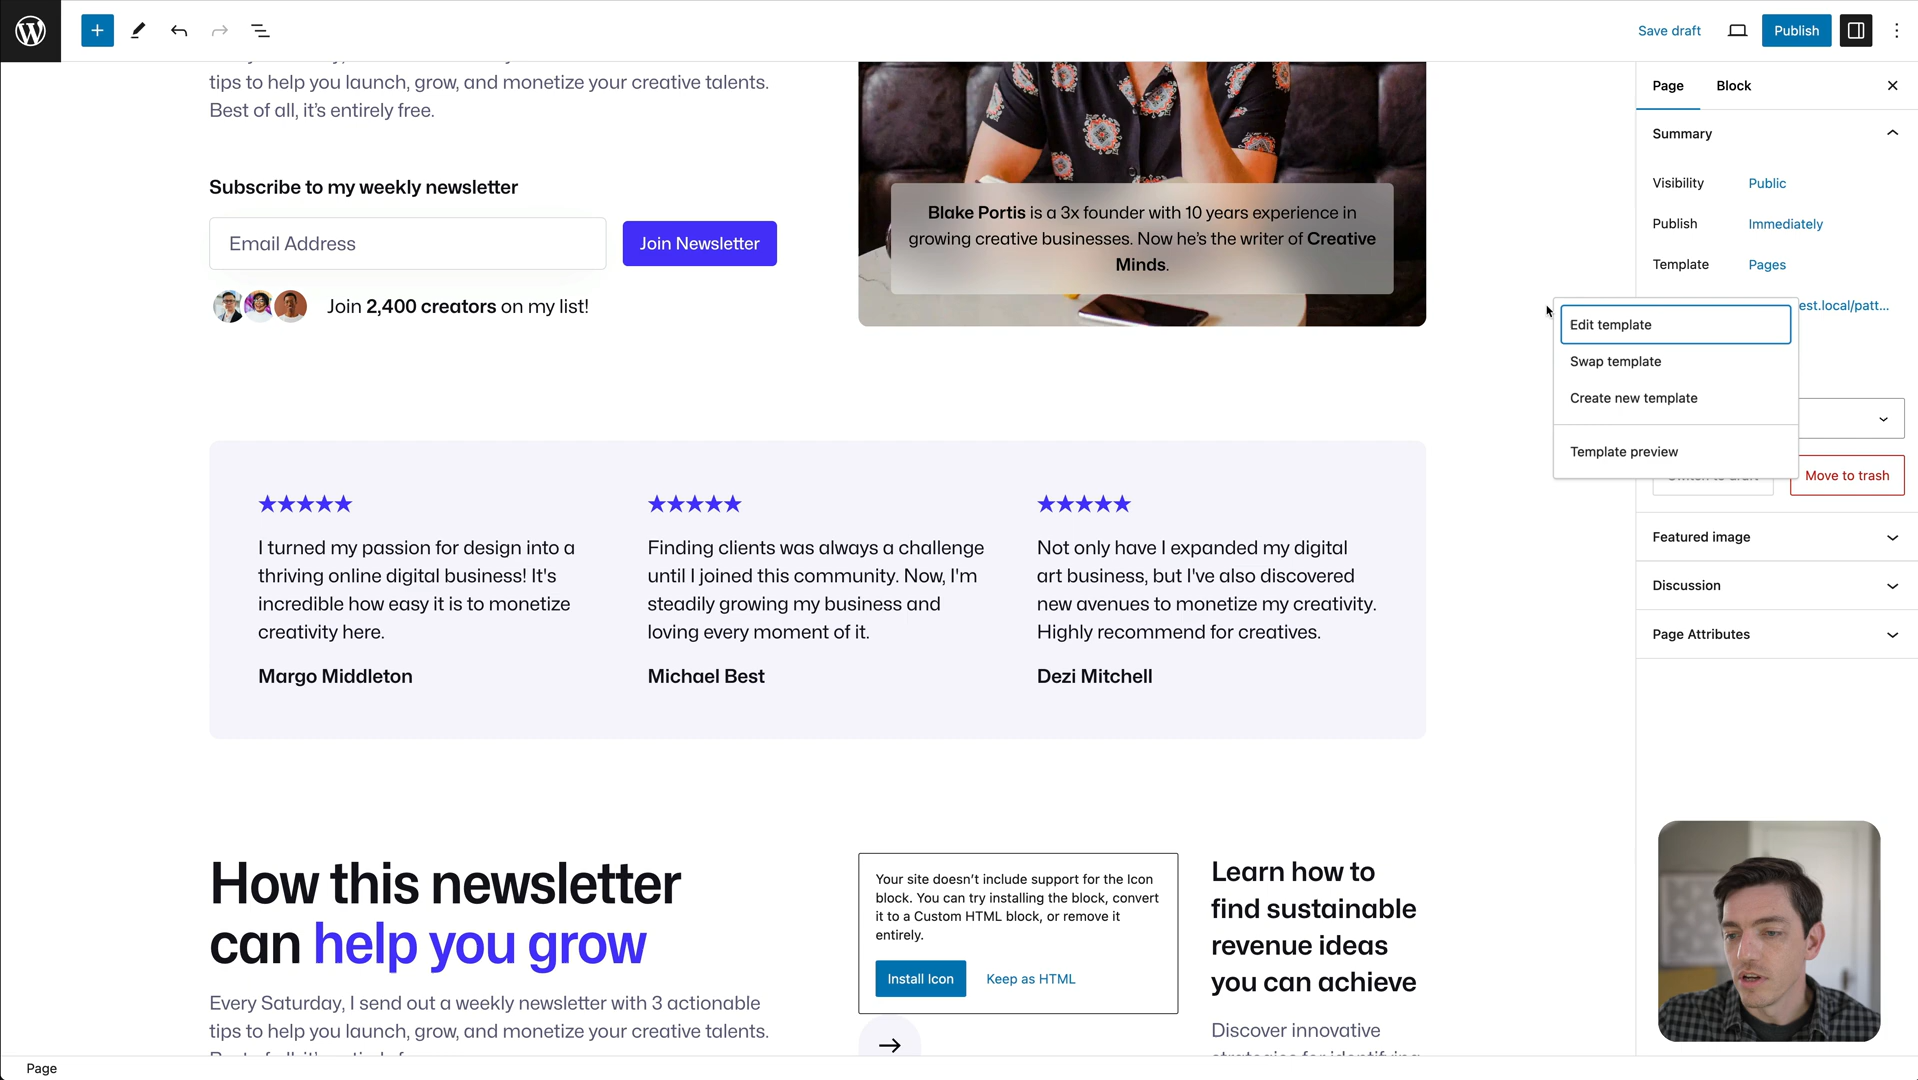 Save draft
Publish
tips to help you launch, grow, and monetize your creative talents.
Best of all, it’s entirely free.
Subscribe to my weekly newsletter
Email Address
Join Newsletter
Join 2,400 creators on my list!
Blake Portis is a 3x founder with 10 years experience in
growing creative businesses. Now he’s the writer of Creative
Minds.
Page
Block
Summary
Visibility
Public
Publish
Immediately
Template
Pages
est.local/patt...
Edit template
Swap template
Create new template
Template preview
Move to trash
Featured image
Discussion
Page Attributes
I turned my passion for design into a
thriving online digital business! It's
incredible how easy it is to monetize
creativity here.
Margo Middleton
Finding clients was always a challenge
until I joined this community. Now, I'm
steadily growing my business and
loving every moment of it.
Michael Best
Not only have I expanded my digital
art business, but I've also discovered
new avenues to monetize my creativity.
Highly recommend for creatives.
Dezi Mitchell
How this newsletter
can help you grow
Every Saturday, I send out a weekly newsletter with 3 actionable
tips to help you launch, grow, and monetize your creative talents.
Your site doesn’t include support for the Icon
block. You can try installing the block, convert
it to a Custom HTML block, or remove it
entirely.
Install Icon
Keep as HTML
Learn how to
find sustainable
revenue ideas
you can achieve
Discover innovative
Page